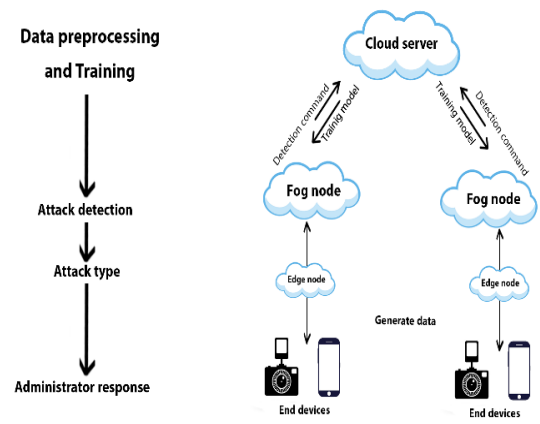 Data preprocessing
and Training
Attack detection
Attack type
Administrator response
Cloud server
Detection command
Trainig model
Training model
Detection command
Fog node
Fog node
Edge node
Edge node
Generate data
End devices
End devices